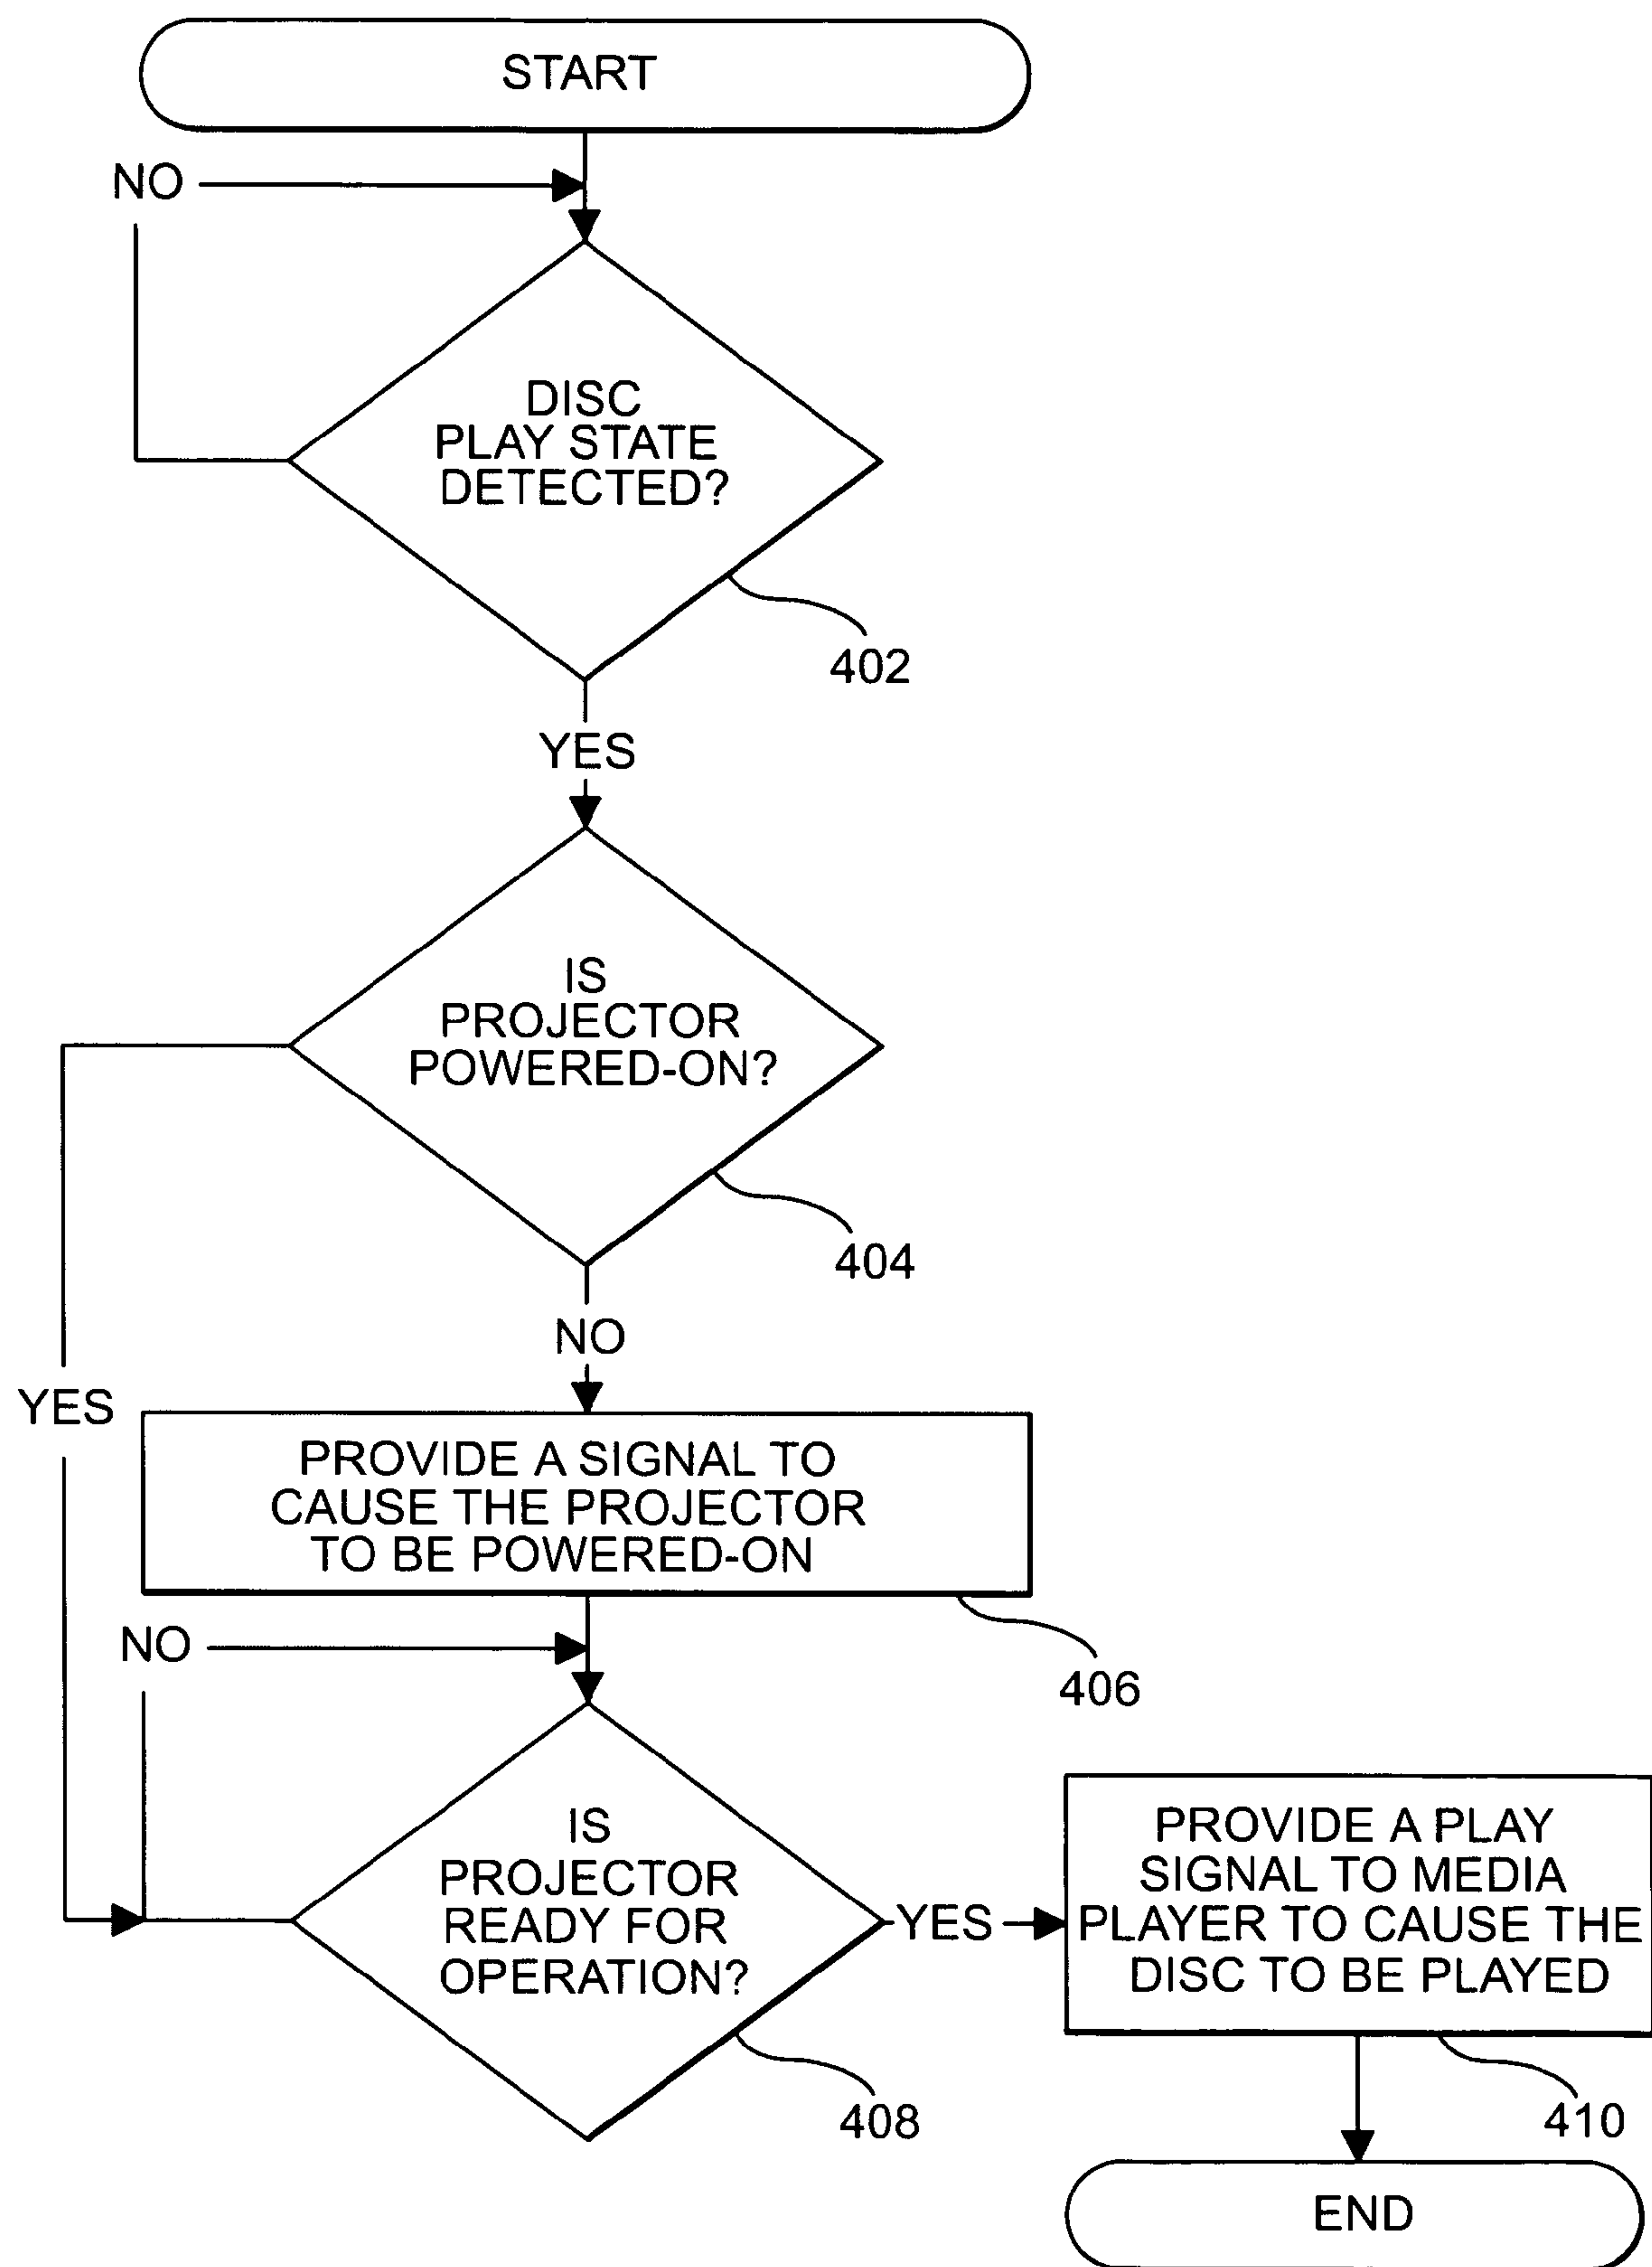 START
NO
DISC
PLAY STATE
DETECTED?
402
YES
IS
PROJECTOR
POWERED-ON?
404
NO
YES
PROVIDE A SIGNAL TO
CAUSE THE PROJECTOR
TO BE POWERED-ON
NO
406
IS
PROJECTOR
READY FOR
OPERATION?
YES
PROVIDE A PLAY
SIGNAL TO MEDIA
PLAYER TO CAUSE THE
DISC TO BE PLAYED
408
410
END